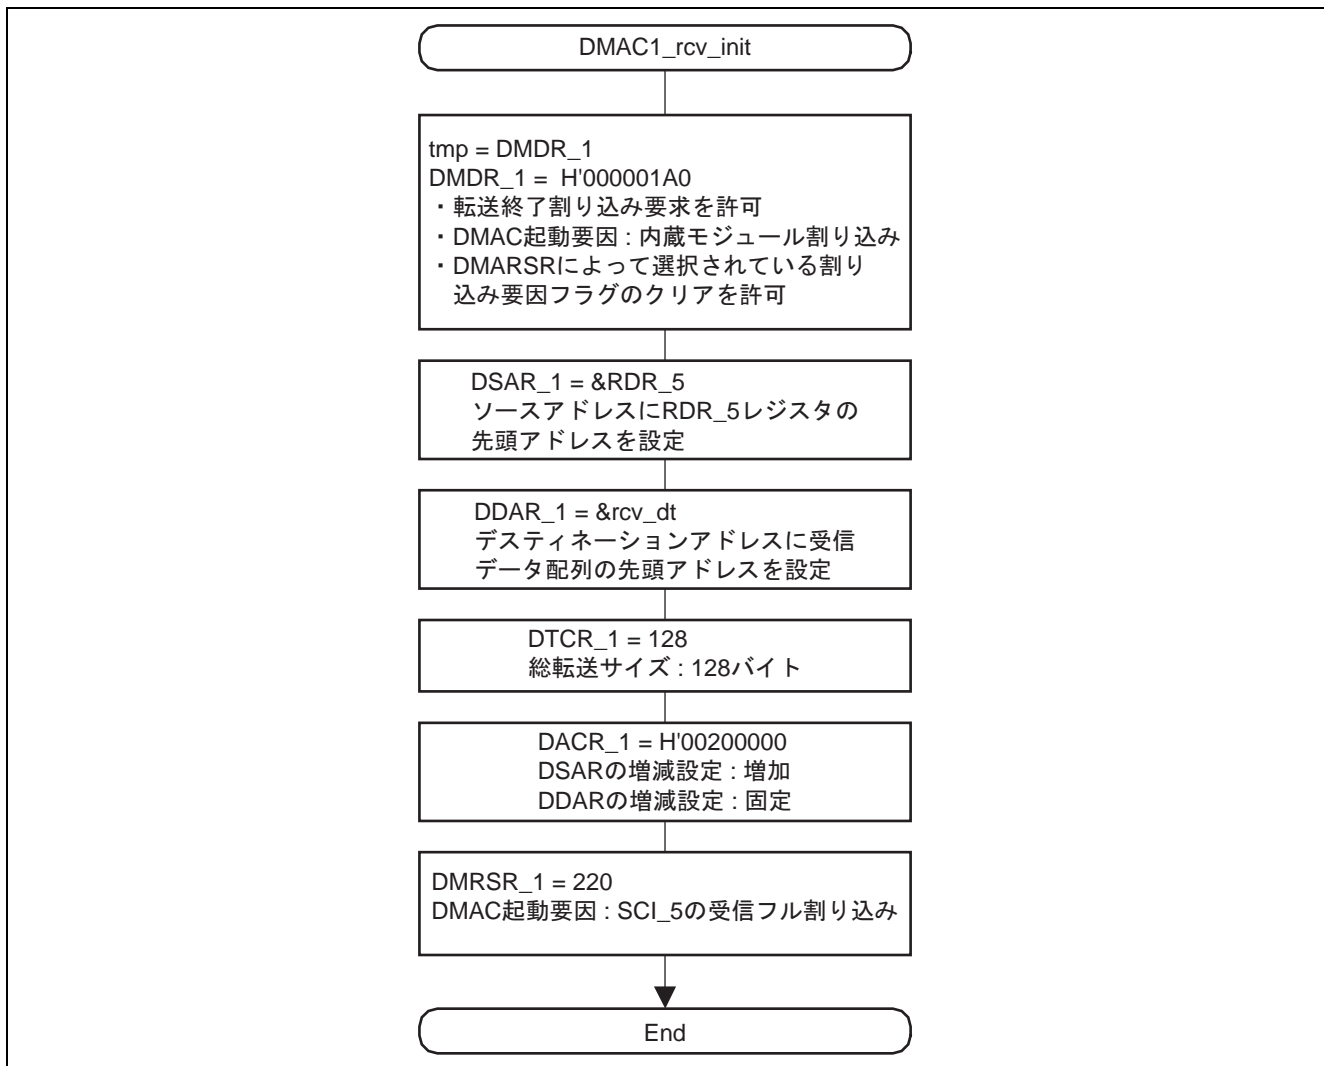 DMAC1_rcv_init
tmp = DMDR_1
DMDR_1 = H'000001A0
・転送終了割り込み要求を許可
・DMAC起動要因 : 内蔵モジュール割り込み
・DMARSRによって選択されている割り
込み要因フラグのクリアを許可
DSAR_1 = &RDR_5
ソースアドレスにRDR_5レジスタの
先頭アドレスを設定
DDAR_1 = &rcv_dt
デスティネーションアドレスに受信
データ配列の先頭アドレスを設定
DTCR_1 = 128
総転送サイズ : 128バイト
DACR_1 = H'00200000
DSARの増減設定 : 増加
DDARの増減設定 : 固定
DMRSR_1 = 220
DMAC起動要因 : SCI_5の受信フル割り込み
End